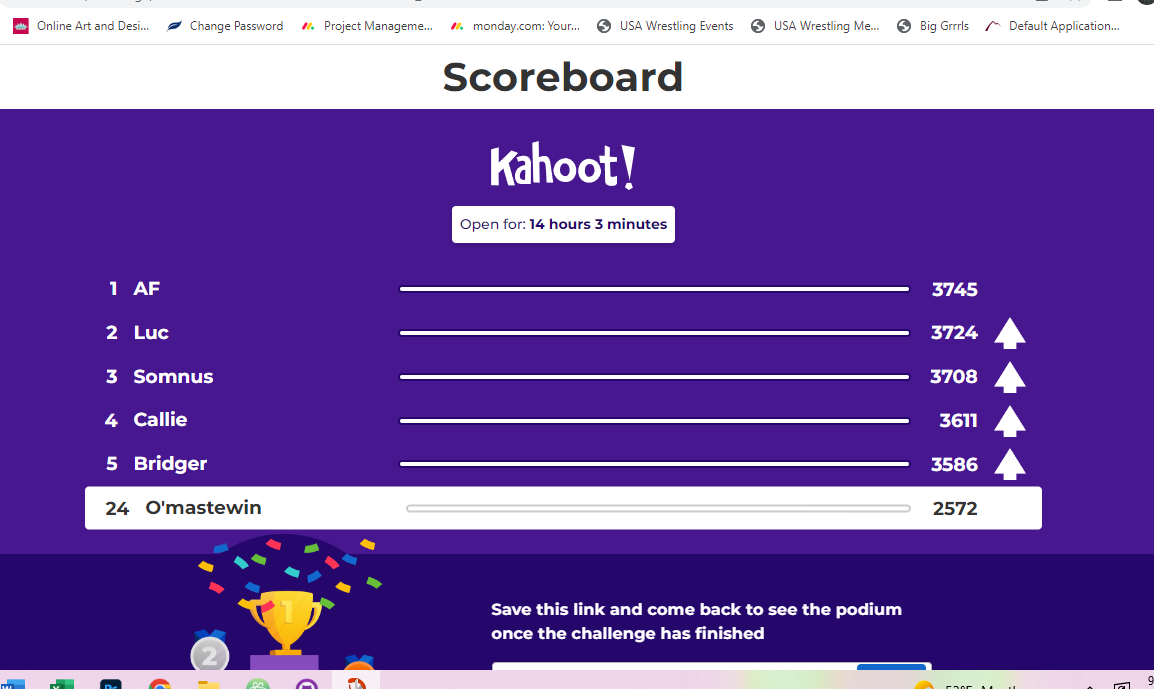 Online Art and Desi... Change Password Project Manageme... monday.com: Your... USA Wrestling Events USA Wrestling Me... Big Grrrls Default Application...
Scoreboard
Kahoot!
Open for: 14 hours 3 minutes
1 AF 3745
2 Luc 3724
3 Somnus 3708
4 Callie 3611
5 Bridger 3586
24 O'mastewin 2572
1
2
Save this link and come back to see the podium
once the challenge has finished